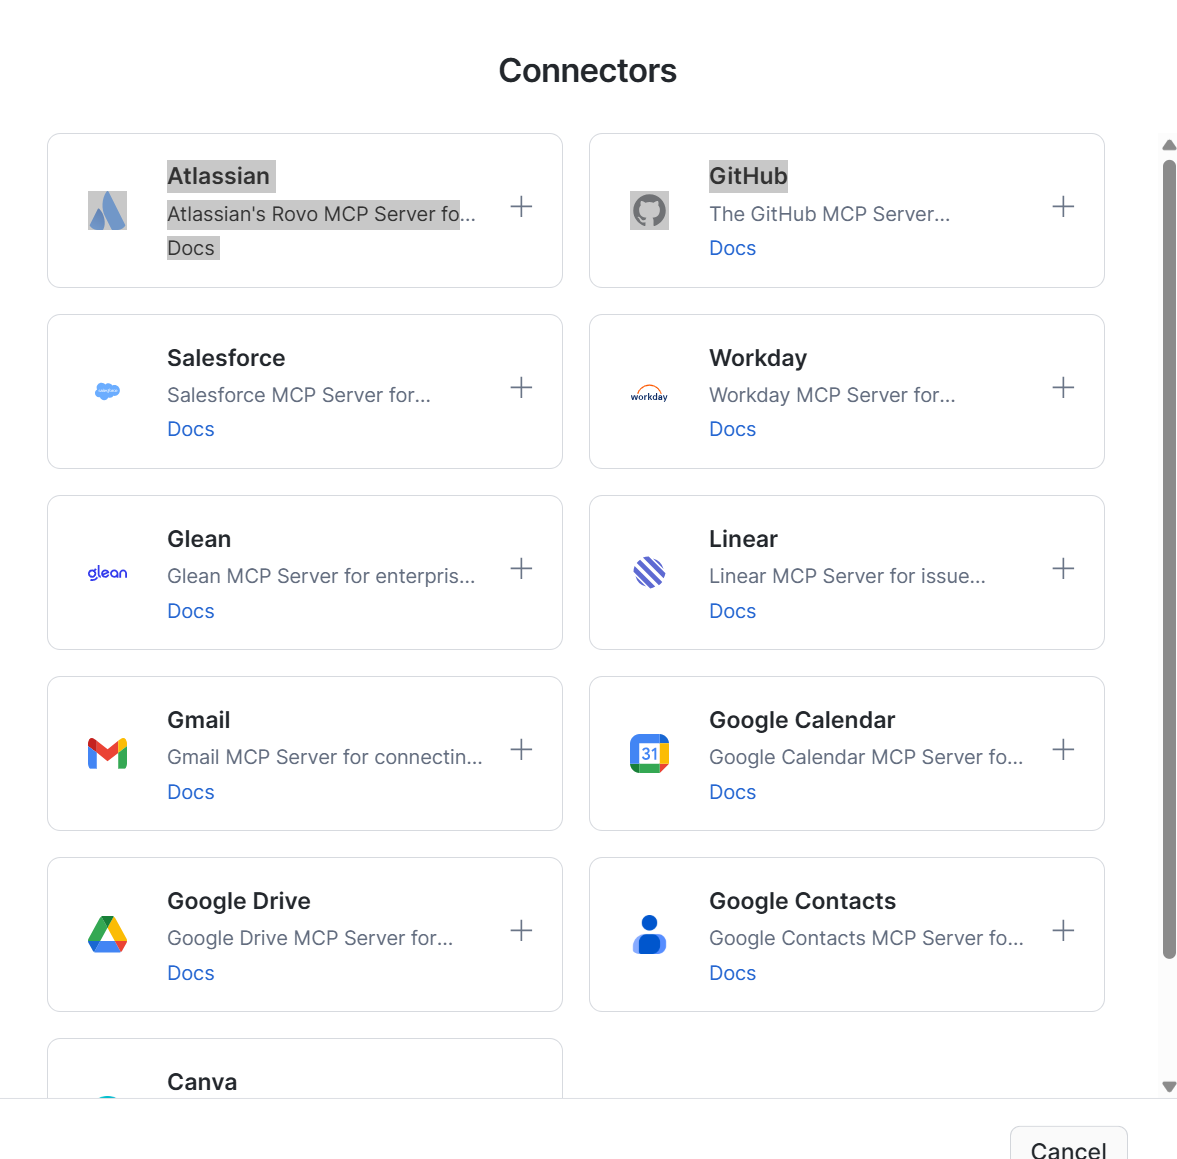 Connectors
Atlassian
Atlassian's Rovo MCP Server fo...
Docs
GitHub
The GitHub MCP Server...
Docs
Salesforce
Salesforce MCP Server for...
Docs
workday
Workday
Workday MCP Server for...
Docs
glean
Glean
Glean MCP Server for enterpris...
Docs
Linear
Linear MCP Server for issue...
Docs
Gmail
Gmail MCP Server for connectin...
Docs
31
Google Calendar
Google Calendar MCP Server fo...
Docs
Google Drive
Google Drive MCP Server for...
Docs
Google Contacts
Google Contacts MCP Server fo...
Docs
Canva
Cancel